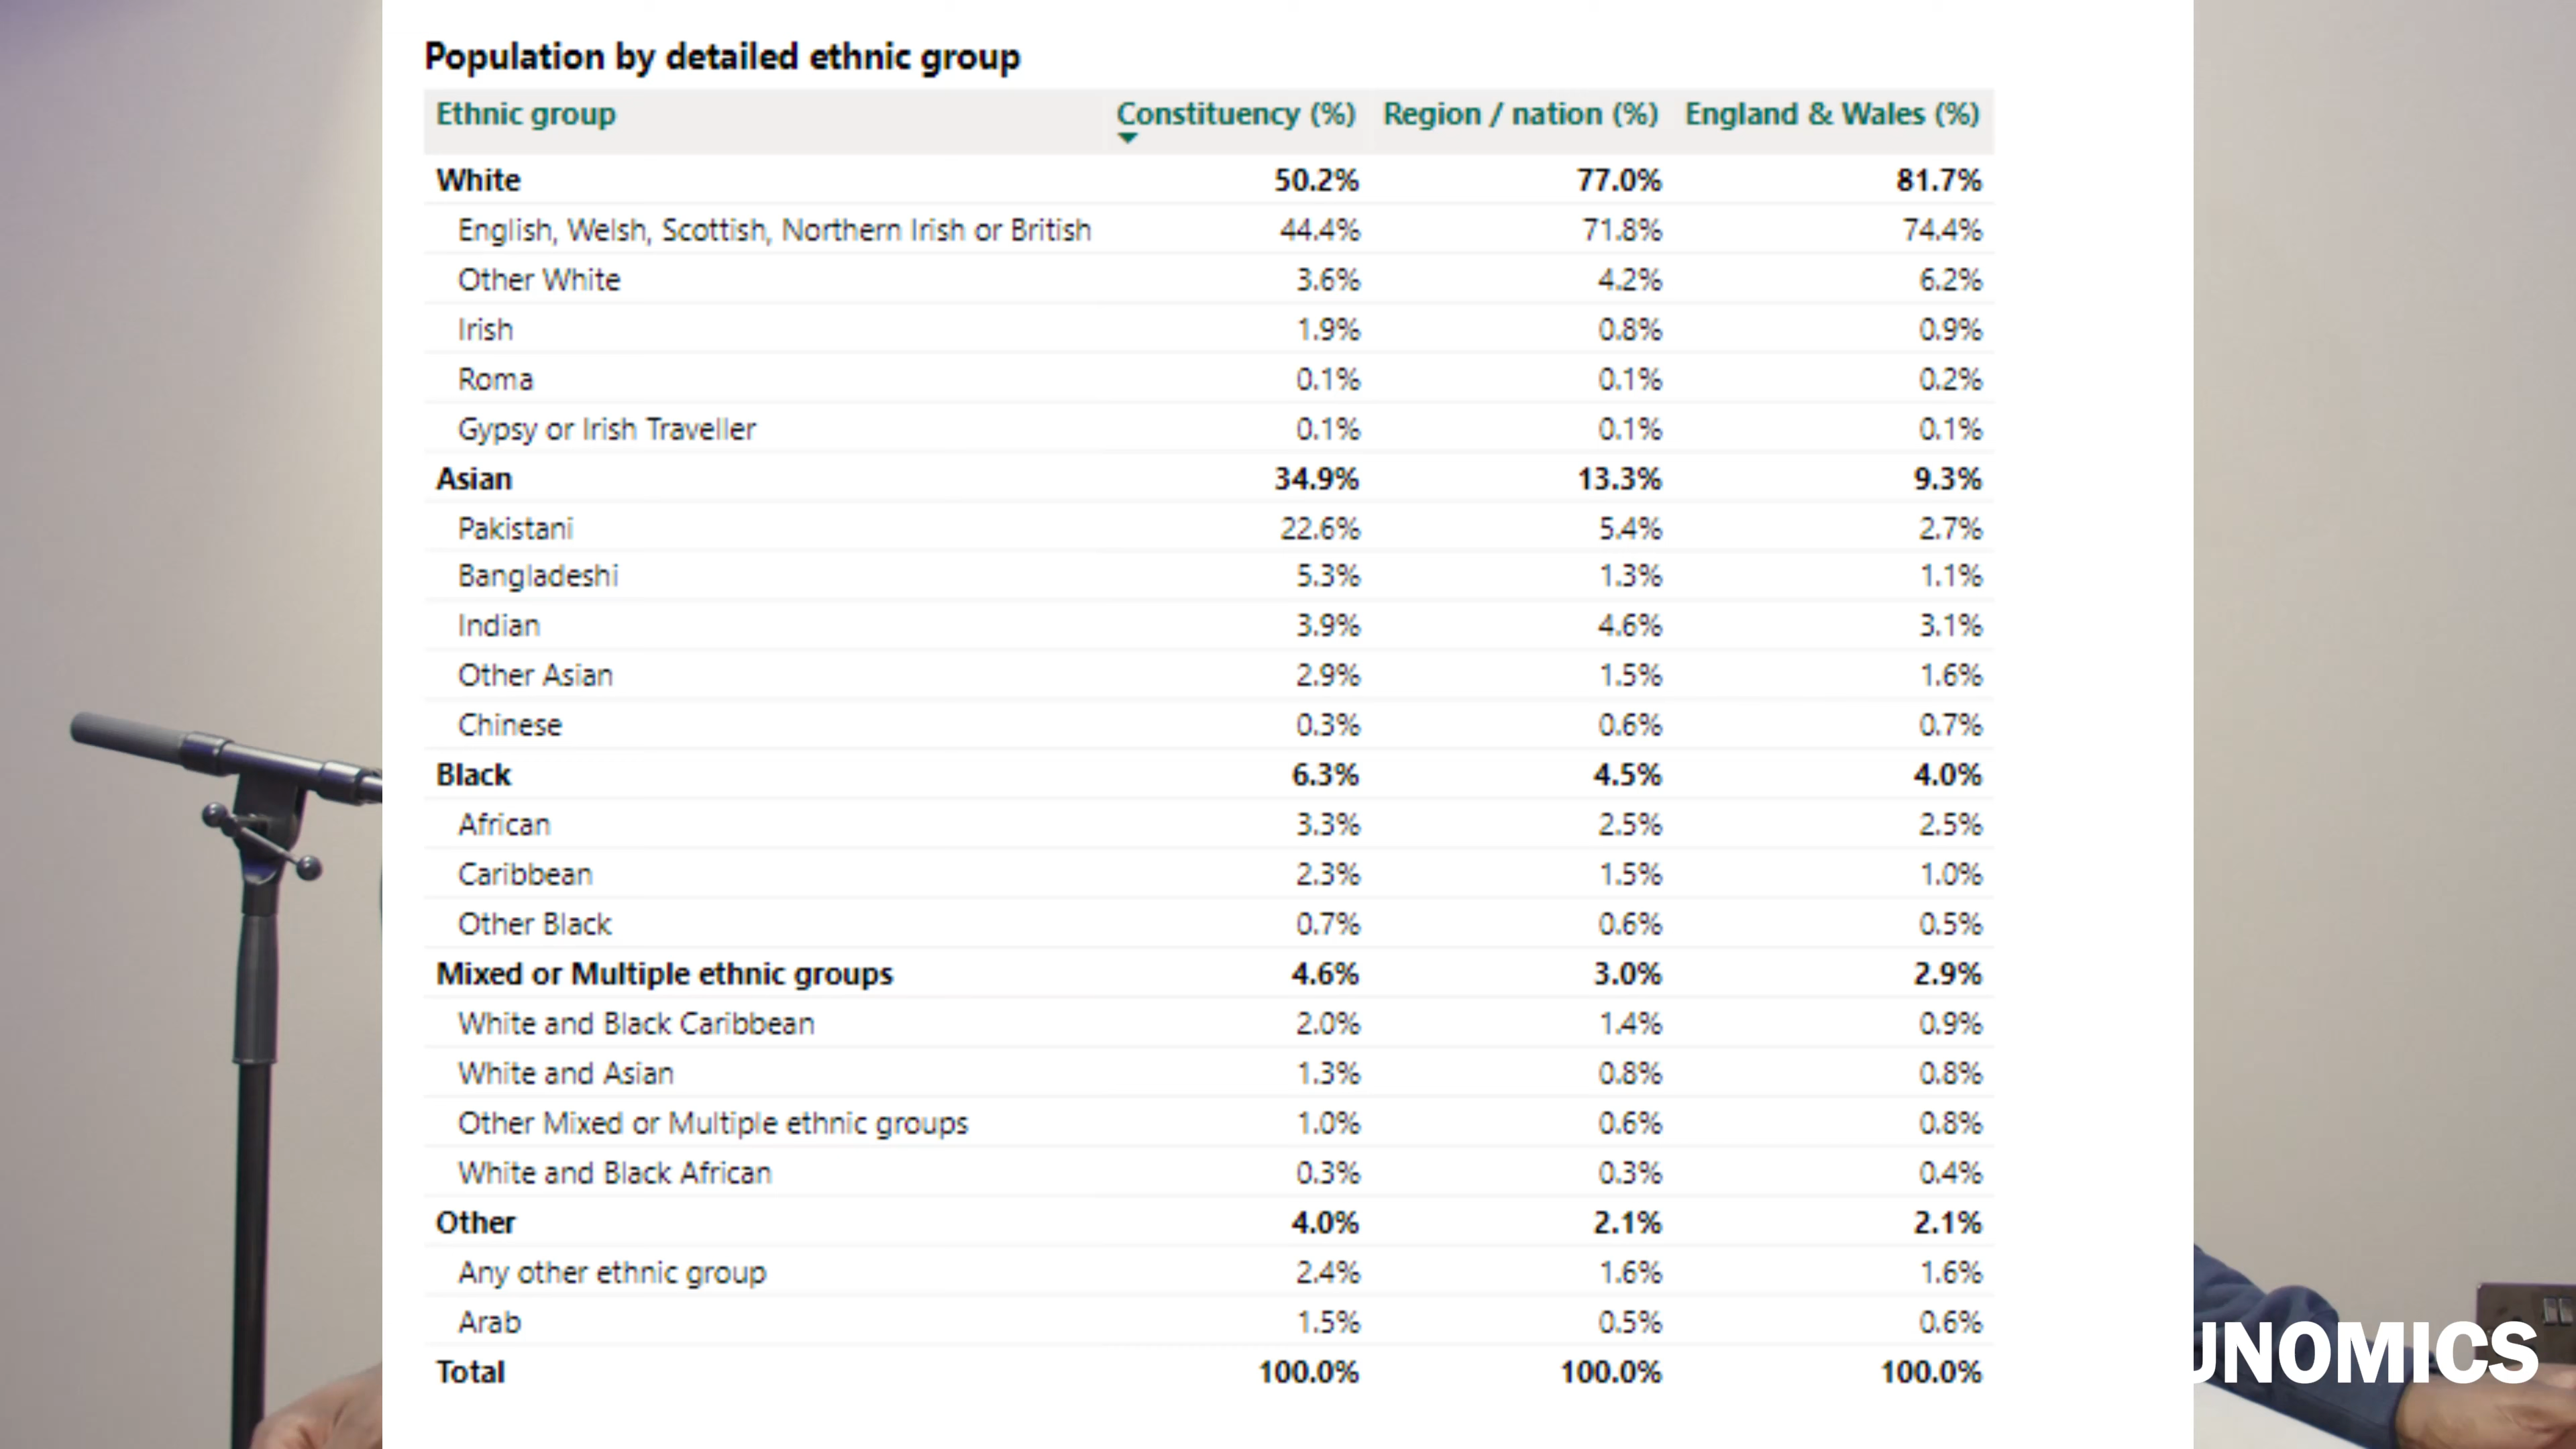 Population by detailed ethnic group
Ethnic group Constituency (%) Region / nation (%) England & Wales (%)
White 50.2% 77.0% 81.7%
English, Welsh, Scottish, Northern Irish or British 44.4% 71.8% 74.4%
Other White 3.6% 4.2% 6.2%
Irish 1.9% 0.8% 0.9%
Roma 0.1% 0.1% 0.2%
Gypsy or Irish Traveller 0.1% 0.1% 0.1%
Asian 34.9% 13.3% 9.3%
Pakistani 22.6% 5.4% 2.7%
Bangladeshi 5.3% 1.3% 1.1%
Indian 3.9% 4.6% 3.1%
Other Asian 2.9% 1.5% 1.6%
Chinese 0.3% 0.6% 0.7%
Black 6.3% 4.5% 4.0%
African 3.3% 2.5% 2.5%
Caribbean 2.3% 1.5% 1.0%
Other Black 0.7% 0.6% 0.5%
Mixed or Multiple ethnic groups 4.6% 3.0% 2.9%
White and Black Caribbean 2.0% 1.4% 0.9%
White and Asian 1.3% 0.8% 0.8%
Other Mixed or Multiple ethnic groups 1.0% 0.6% 0.8%
White and Black African 0.3% 0.3% 0.4%
Other 4.0% 2.1% 2.1%
Any other ethnic group 2.4% 1.6% 1.6%
Arab 1.5% 0.5% 0.6%
UNOMICS
Total 100.0% 100.0% 100.0%